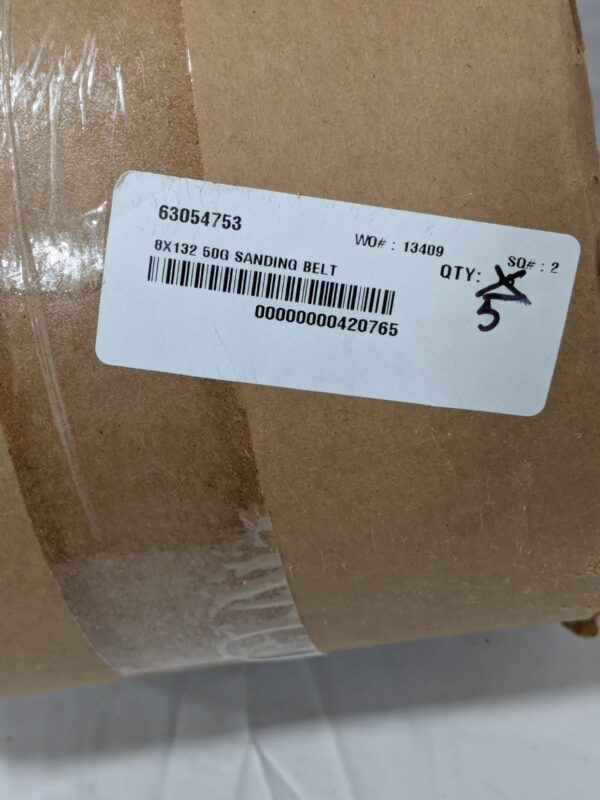 63054753
WO# : 13409
SQ# : 2
8X132 50G SANDING BELT
QTY:
5
00000000420765